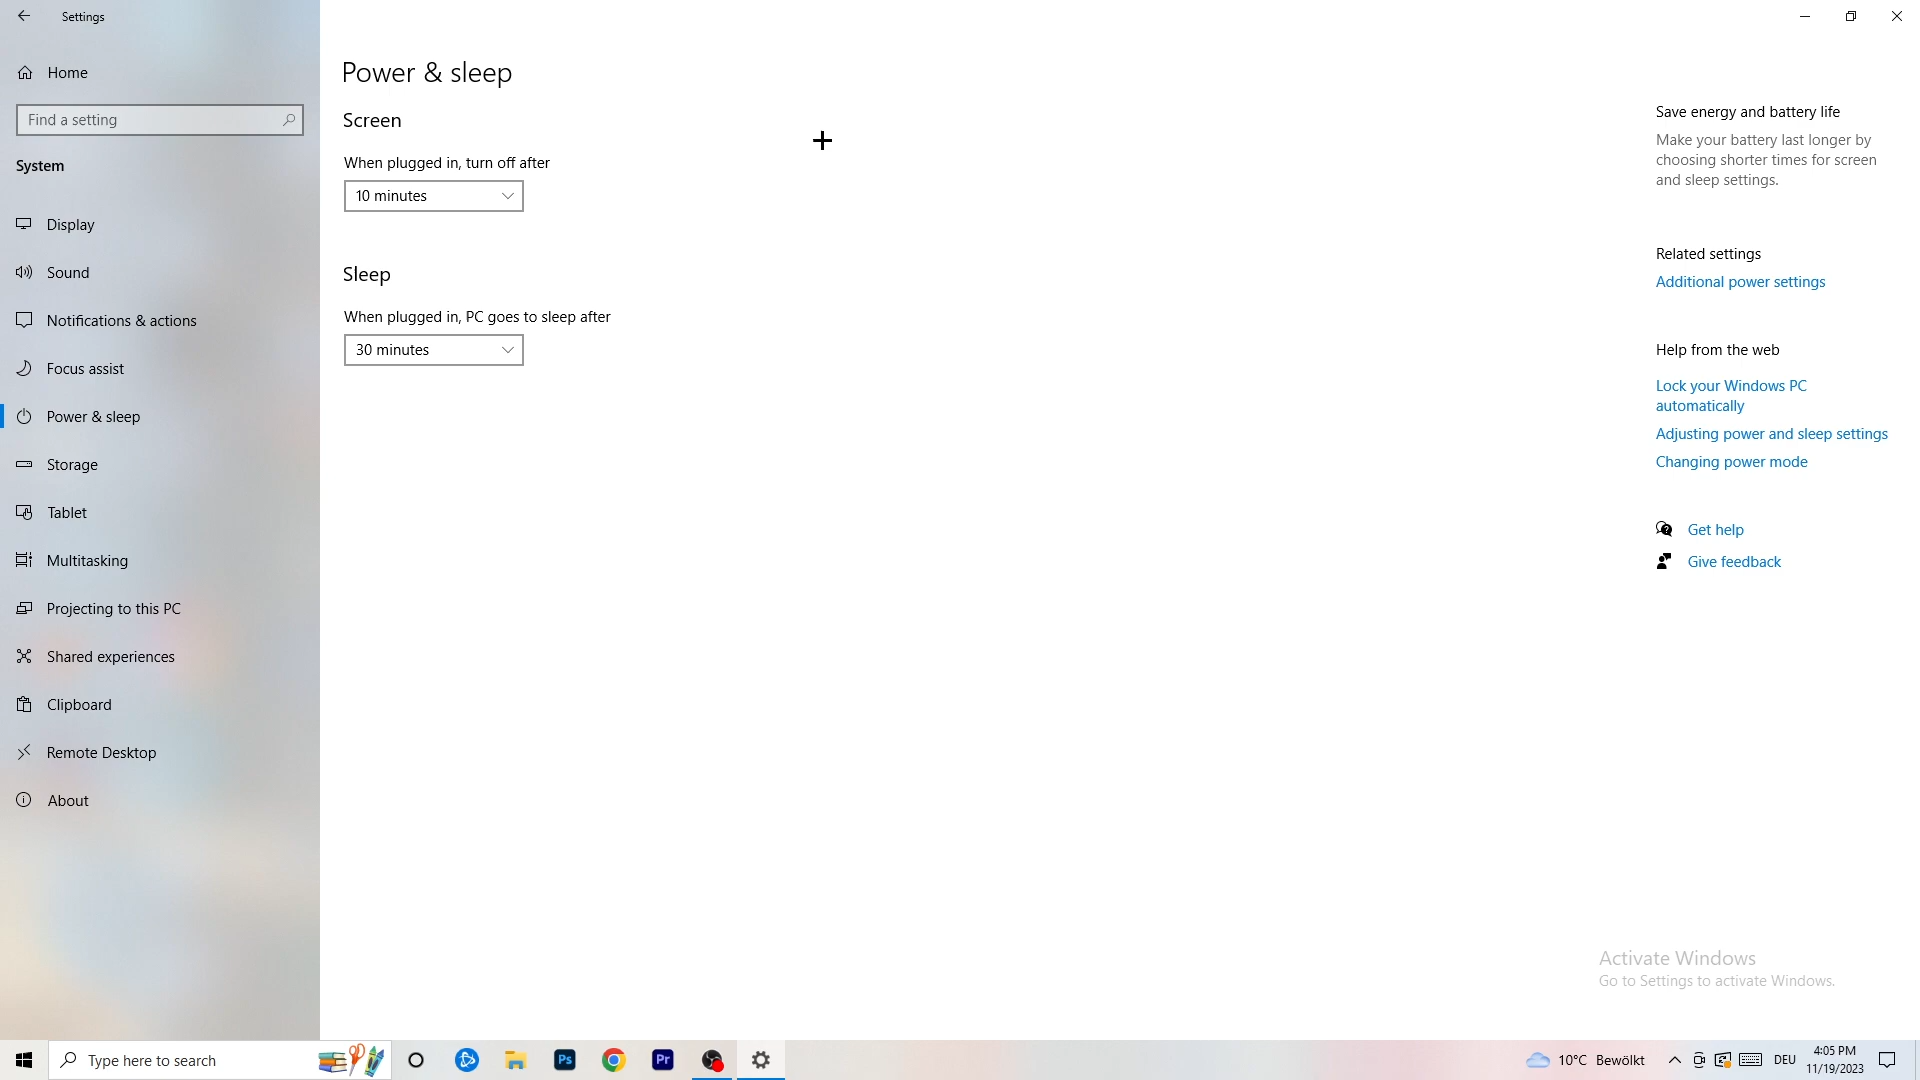 Settings
Home
Find a setting
System
Display
Sound
Notifications & actions
Focus assist
Power & sleep
Storage
Tablet
Multitasking
Projecting to this PC
Shared experiences
Clipboard
Remote Desktop
About
Power & sleep
Screen
When plugged in, turn off after
10 minutes
Sleep
When plugged in, PC goes to sleep after
30 minutes
Save energy and battery life
Make your battery last longer by
choosing shorter times for screen
and sleep settings.
Related settings
Additional power settings
Help from the web
Lock your Windows PC
automatically
Adjusting power and sleep settings
Changing power mode
Get help
Give feedback
Activate Windows
Go to Settings to activate Windows.
Type here to search
Ps
Pr
10°C Bewölkt
DEU
4:05 PM
11/19/2023